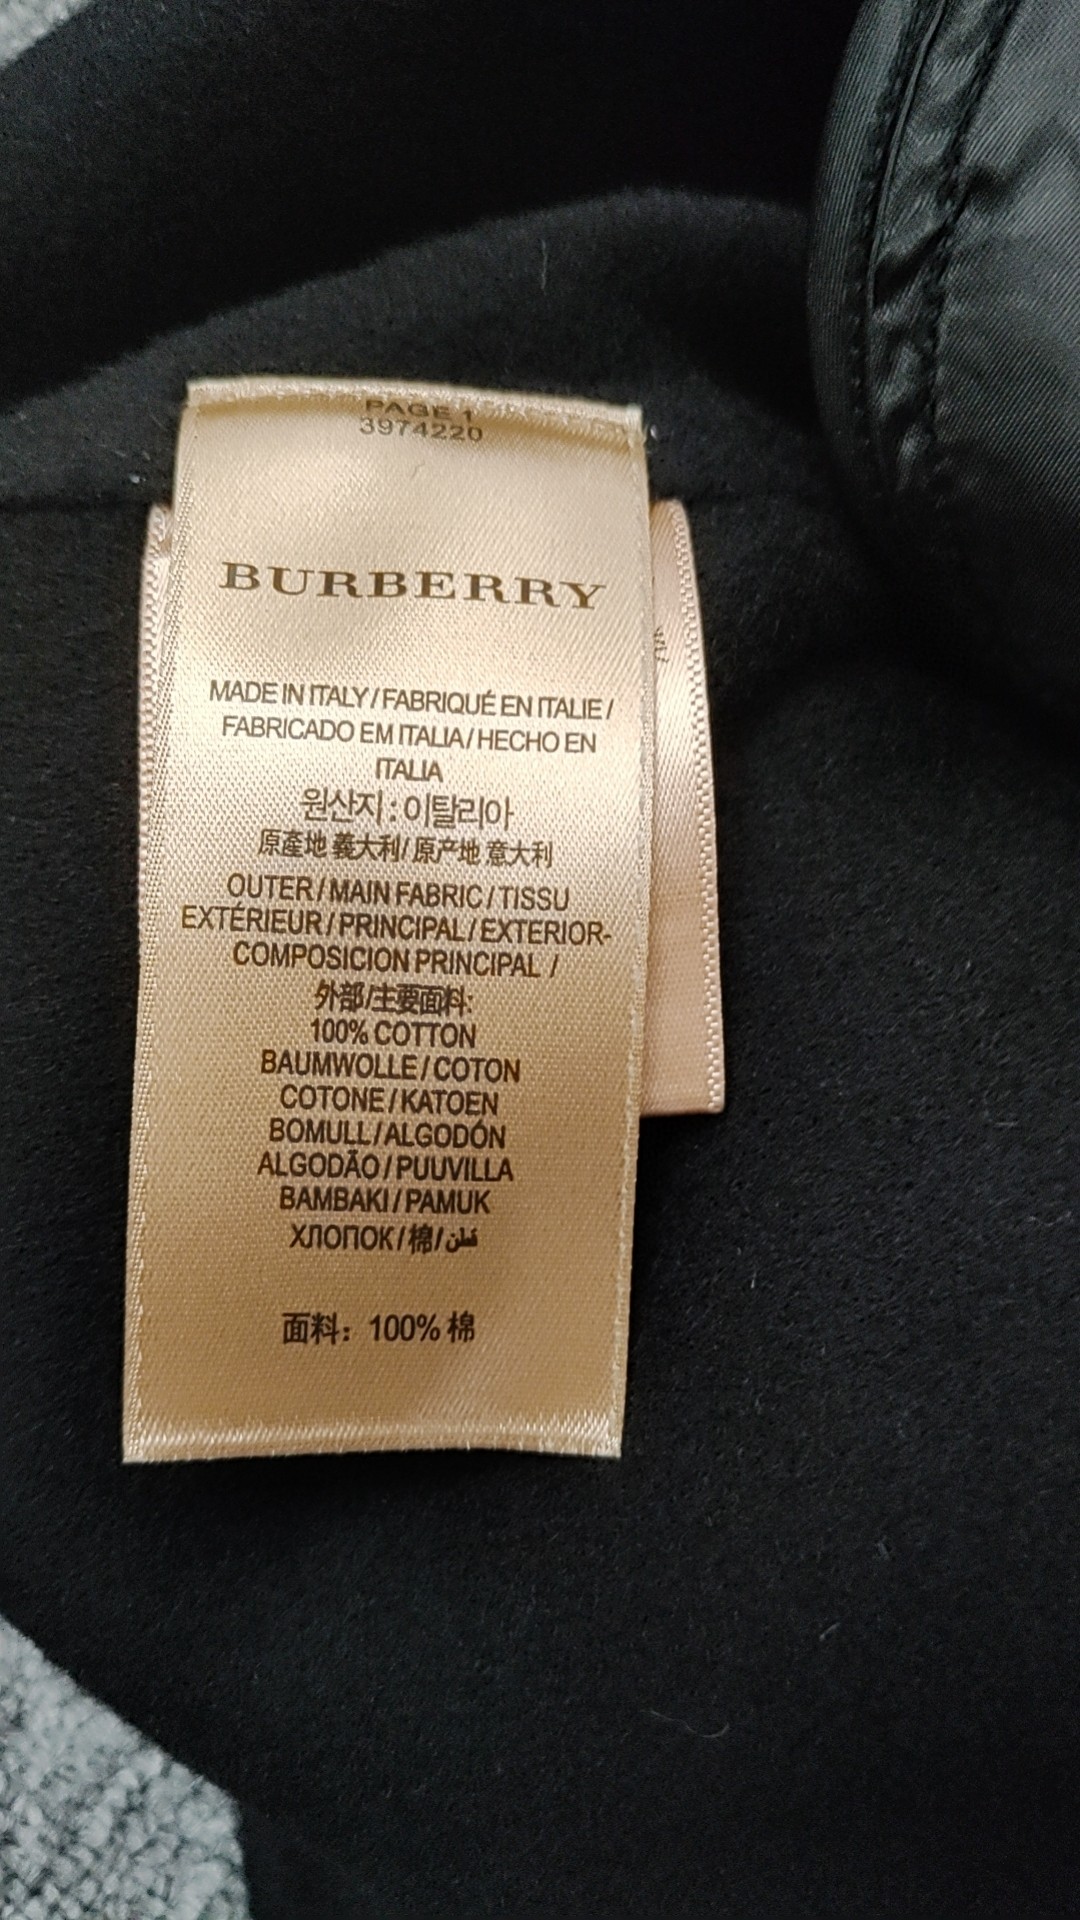 PAGE 1
3974220
BURBERRY
MADE IN ITALY / FABRIQUÉ EN ITALIE /
FABRICADO EM ITALIA / HECHO EN
ITALIA
원산지 : 이탈리아
原產地 義大利/ 原产地 意大利
OUTER / MAIN FABRIC / TISSU
EXTÉRIEUR / PRINCIPAL / EXTERIOR-
COMPOSICION PRINCIPAL /
外部/主要面料:
100% COTTON
BAUMWOLLE / COTON
COTONE / KATOEN
BOMULL / ALGODÓN
ALGODÃO / PUUVILLA
BAMBAKI / PAMUK
ХЛОПОК / 棉 / قطن
面料：100% 棉